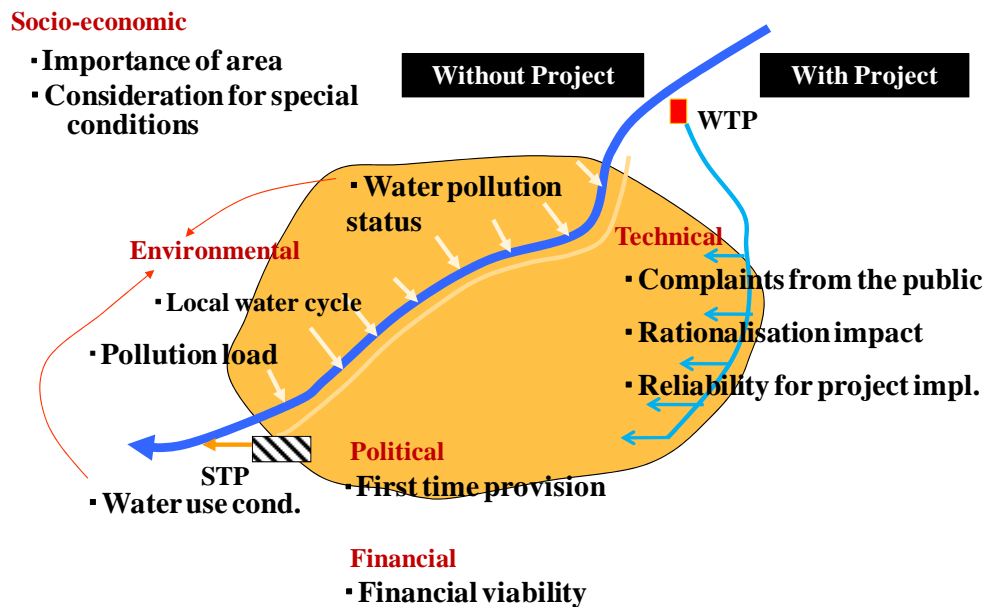 Socio-economic
▪ Importance of area
▪ Consideration for special
conditions
Without Project
With Project
WTP
▪ Water pollution
status
Environmental
Technical
▪ Local water cycle
▪ Complaints from the public
▪ Pollution load
▪ Rationalisation impact
▪ Reliability for project impl.
Political
STP
▪ First time provision
▪ Water use cond.
Financial
▪ Financial viability